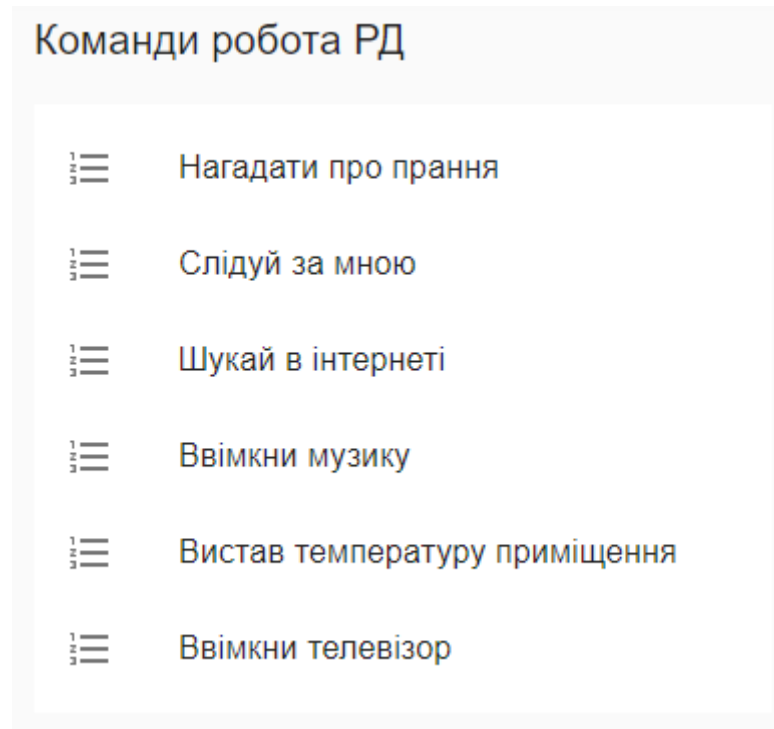 Команди робота РД
Нагадати про прання
Слідуй за мною
Шукай в інтернеті
Ввімкни музику
Вистав температуру приміщення
Ввімкни телевізор